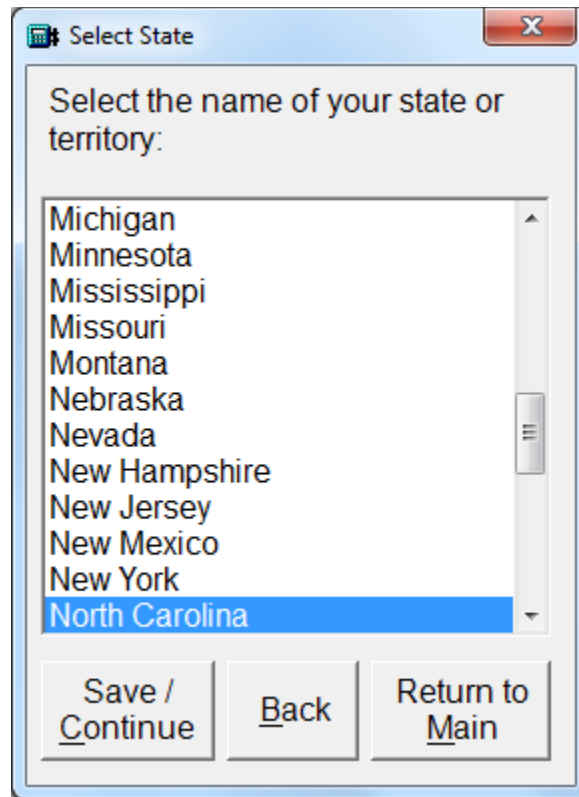 Select State
Select the name of your state or
territory:
Michigan
Minnesota
Mississippi
Missouri
Montana
Nebraska
Nevada
New Hampshire
New Jersey
New Mexico
New York
North Carolina
Save /
Continue
Back
Return to
Main